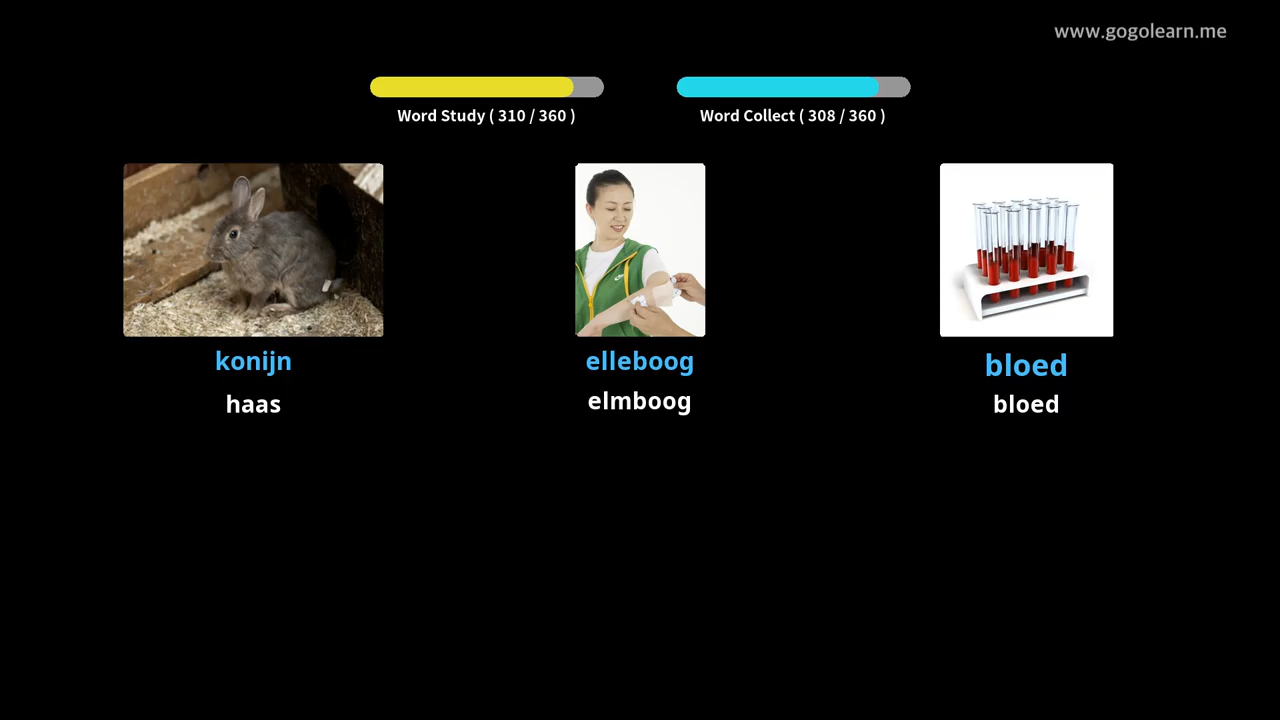 www.gogolearn.me
Word Study ( 310 / 360 )
Word Collect ( 308 / 360 )
konijn
haas
elleboog
elmboog
bloed
bloed